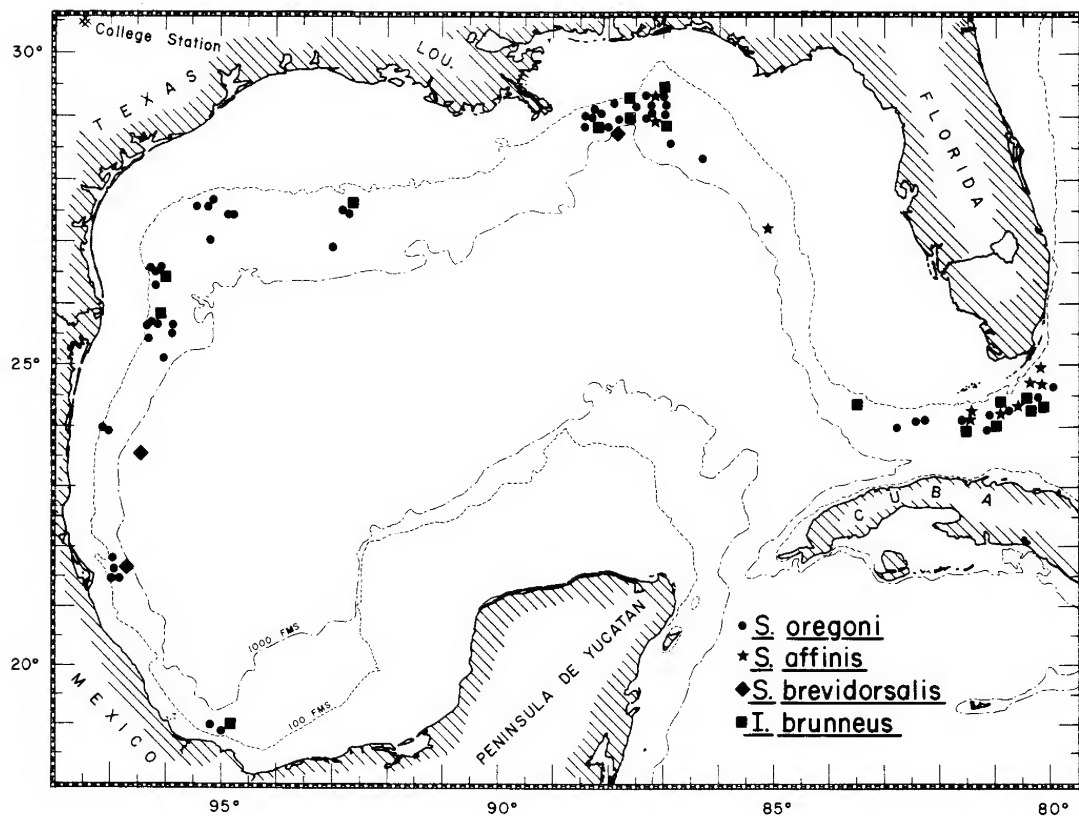 30°
College Station
TEXAS
LOU.
FLORIDA
25°
CUBA
1000 FMS
100 FMS
20°
MEXICO
PENINSULA DE YUCATAN
S. oregoni
S. affinis
S. brevidorsalis
I. brunneus
95°
90°
85°
80°